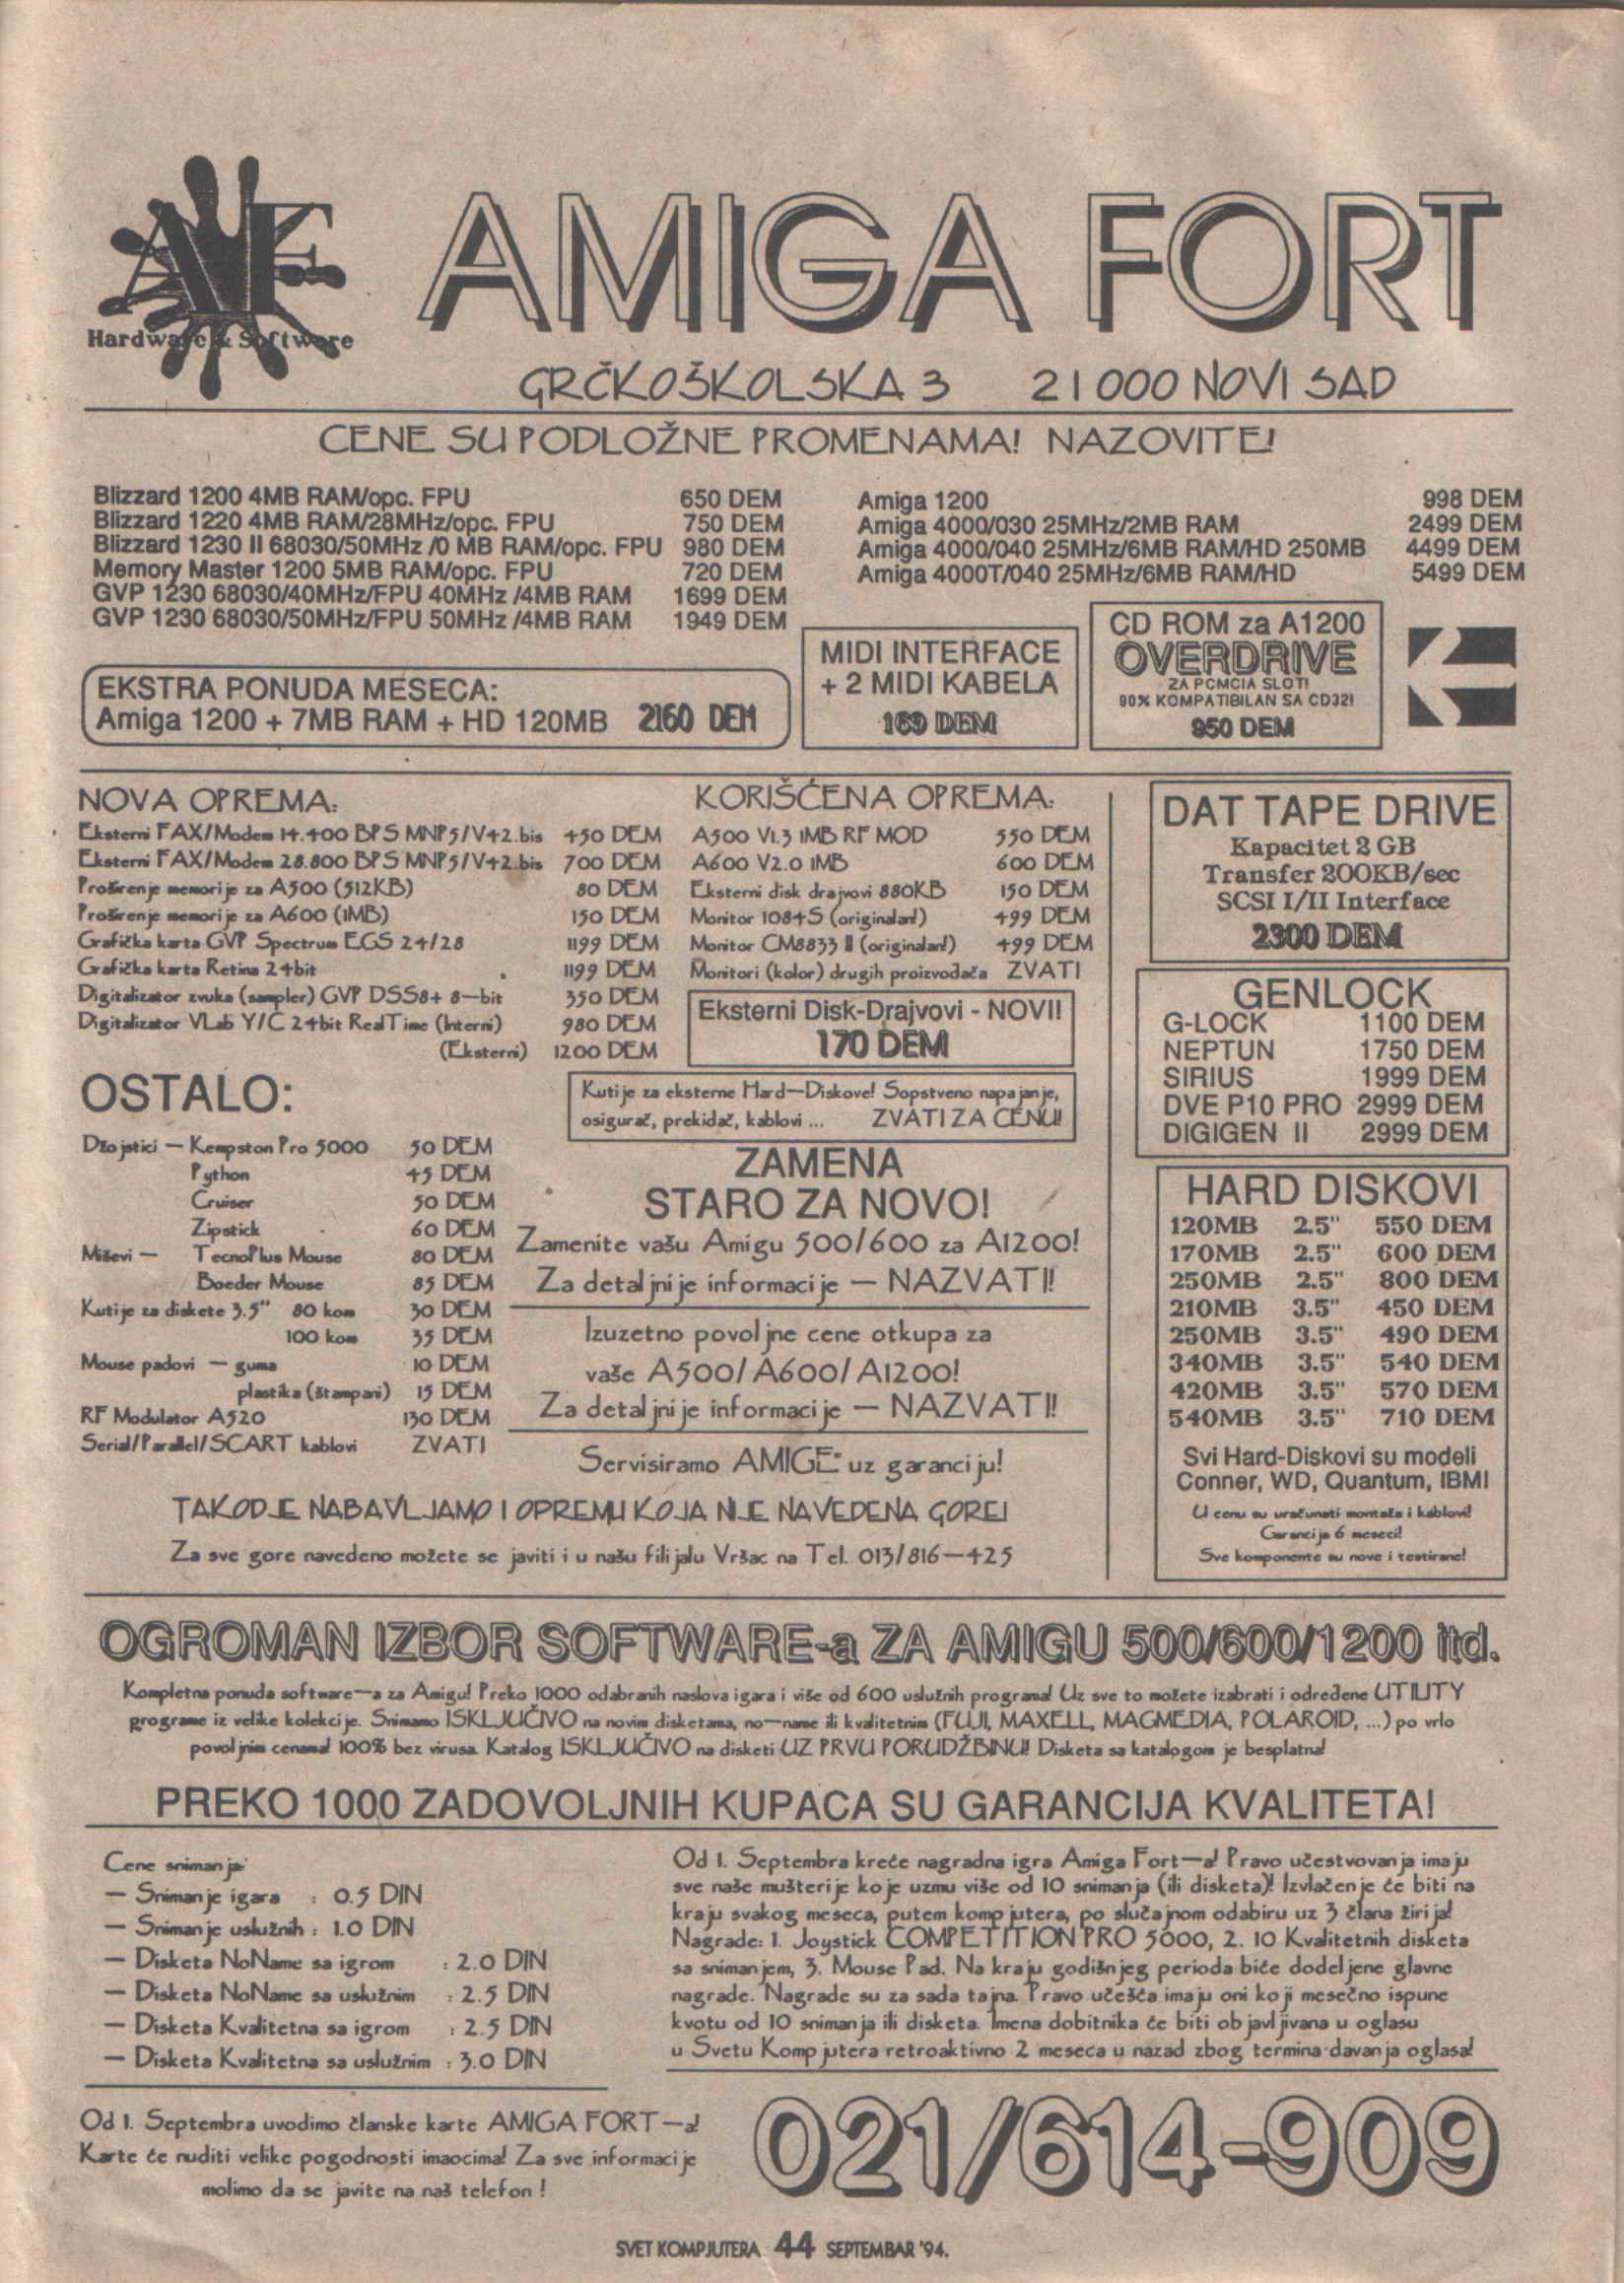 AF
Hardware & Software
AMIGA FORT
GRČKOŠKOLSKA 3 21000 NOVI SAD
CENE SU PODLOŽNE PROMENAMA! NAZOVITE!
Blizzard 1200 4MB RAM/opc. FPU 650 DEM
Blizzard 1220 4MB RAM/28MHz/opc. FPU 750 DEM
Blizzard 1230 II 68030/50MHz /0 MB RAM/opc. FPU 980 DEM
Memory Master 1200 5MB RAM/opc. FPU 720 DEM
GVP 1230 68030/40MHz/FPU 40MHz /4MB RAM 1699 DEM
GVP 1230 68030/50MHz/FPU 50MHz /4MB RAM 1949 DEM
Amiga 1200 998 DEM
Amiga 4000/030 25MHz/2MB RAM 2499 DEM
Amiga 4000/040 25MHz/6MB RAM/HD 250MB 4499 DEM
Amiga 4000T/040 25MHz/6MB RAM/HD 5499 DEM
EKSTRA PONUDA MESECA:
Amiga 1200 + 7MB RAM + HD 120MB 2160 DEM
MIDI INTERFACE
+ 2 MIDI KABELA
169 DEM
CD ROM za A1200
OVERDRIVE
ZA PCMCIA SLOT!
90% KOMPATIBILAN SA CD32!
950 DEM
NOVA OPREMA:
Eksterni FAX/Modem 14.400 BPS MNP5/V42.bis 450 DEM
Eksterni FAX/Modem 28.800 BPS MNP5/V42.bis 700 DEM
Proširenje memorije za A500 (512KB) 80 DEM
Proširenje memorije za A600 (1MB) 150 DEM
Grafička karta GVP Spectrum EGS 24/28 1199 DEM
Grafička karta Retina 24bit 1199 DEM
Digitalizator zvuka (sampler) GVP DSS8+ 8-bit 350 DEM
Digitalizator VLab Y/C 24bit RealTime (Interni) 980 DEM
(Eksterni) 1200 DEM
KORIŠĆENA OPREMA:
A500 V1.3 1MB RF MOD 550 DEM
A600 V2.0 1MB 600 DEM
Eksterni disk drajvovi 880KB 150 DEM
Monitor 1084S (originalan!) 499 DEM
Monitor CM8833 II (originalan!) 499 DEM
Monitori (kolor) drugih proizvođača ZVATI
Eksterni Disk-Drajvovi - NOVI!
170 DEM
Kutije za eksterne Hard-Diskove! Sopstveno napajanje,
osigurač, prekidač, kablovi ... ZVATI ZA CENU!
DAT TAPE DRIVE
Kapacitet 2 GB
Transfer 200KB/sec
SCSI I/II Interface
2300 DEM
GENLOCK
G-LOCK 1100 DEM
NEPTUN 1750 DEM
SIRIUS 1999 DEM
DVE P10 PRO 2999 DEM
DIGIGEN II 2999 DEM
HARD DISKOVI
120MB 2.5" 550 DEM
170MB 2.5" 600 DEM
250MB 2.5" 800 DEM
210MB 3.5" 450 DEM
250MB 3.5" 490 DEM
340MB 3.5" 540 DEM
420MB 3.5" 570 DEM
540MB 3.5" 710 DEM
Svi Hard-Diskovi su modeli
Conner, WD, Quantum, IBM!
U cenu su uračunati montaža i kablovi!
Garancija 6 meseci!
Sve komponente su nove i testirane!
OSTALO:
Džojstici — Kempston Pro 5000 50 DEM
Python 45 DEM
Cruiser 50 DEM
Zipstick 60 DEM
Miševi — TecnoPlus Mouse 80 DEM
Boeder Mouse 85 DEM
Kutije za diskete 3.5" 80 kom 30 DEM
100 kom 35 DEM
Mouse padovi — guma 10 DEM
plastika (štampani) 15 DEM
RF Modulator A520 130 DEM
Serial/Parallel/SCART kablovi ZVATI
ZAMENA
STARO ZA NOVO!
Zamenite vašu Amigu 500/600 za A1200!
Za detaljnije informacije — NAZVATI!
Izuzetno povoljne cene otkupa za
vaše A500/A600/A1200!
Za detaljnije informacije — NAZVATI!
Servisiramo AMIGE uz garanciju!
TAKODJE NABAVLJAMO I OPREMU KOJA NIJE NAVEDENA GORE!
Za sve gore navedeno možete se javiti i u našu filijalu Vršac na Tel. 013/816-425
OGROMAN IZBOR SOFTWARE-a ZA AMIGU 500/600/1200 itd.
Kompletna ponuda software-a za Amigu! Preko 1000 odabranih naslova igara i više od 600 uslužnih programa! Uz sve to možete izabrati i određene UTILITY
programe iz velike kolekcije. Snimamo ISKLJUČIVO na novim disketama, no-name ili kvalitetnim (FUJI, MAXELL, MAGMEDIA, POLAROID, ...) po vrlo
povoljnim cenama! 100% bez virusa. Katalog ISKLJUČIVO na disketi UZ PRVU PORUDŽBINU! Disketa sa katalogom je besplatna!
PREKO 1000 ZADOVOLJNIH KUPACA SU GARANCIJA KVALITETA!
Cene snimanja:
— Snimanje igara : 0.5 DIN
— Snimanje uslužnih : 1.0 DIN
— Disketa NoName sa igrom : 2.0 DIN
— Disketa NoName sa uslužnim : 2.5 DIN
— Disketa Kvalitetna sa igrom : 2.5 DIN
— Disketa Kvalitetna sa uslužnim : 3.0 DIN
Od 1. Septembra kreće nagradna igra Amiga Fort-a! Pravo učestvovanja imaju
sve naše mušterije koje uzmu više od 10 snimanja (ili disketa)! Izvlačenje će biti na
kraju svakog meseca, putem kompjutera, po slučajnom odabiru uz 3 člana žirija!
Nagrade: 1. Joystick COMPETITION PRO 5000, 2. 10 Kvalitetnih disketa
sa snimanjem, 3. Mouse Pad. Na kraju godišnjeg perioda biće dodeljene glavne
nagrade. Nagrade su za sada tajna. Pravo učešća imaju oni koji mesečno ispune
kvotu od 10 snimanja ili disketa. Imena dobitnika će biti objavljivana u oglasu
u Svetu Kompjutera retroaktivno 2 meseca u nazad zbog termina davanja oglasa!
Od 1. Septembra uvodimo članske karte AMIGA FORT-a!
Karte će nuditi velike pogodnosti imaocima! Za sve informacije
molimo da se javite na naš telefon !
021/614-909
SVET KOMPJUTERA 44 SEPTEMBAR '94.